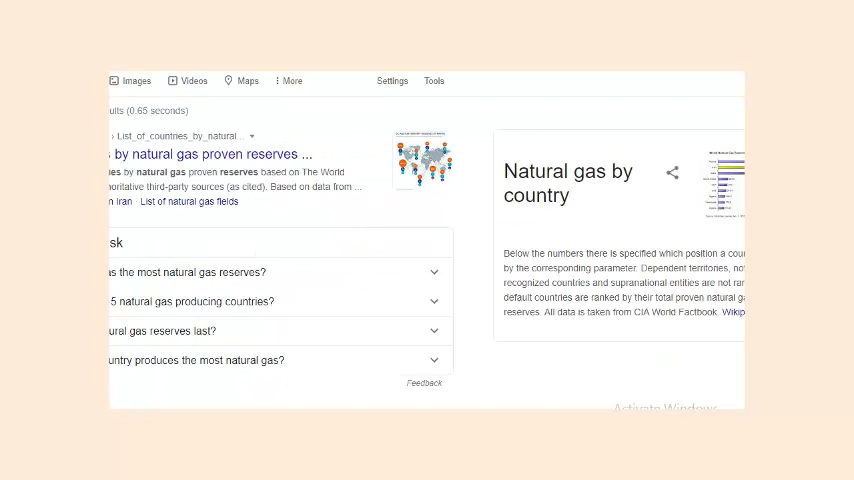 Images Videos Maps More Settings Tools
ults (0.65 seconds)
› List_of_countries_by_natural...
s by natural gas proven reserves ...
ies by natural gas proven reserves based on The World
horitative third-party sources (as cited). Based on data from ...
n Iran · List of natural gas fields
sk
as the most natural gas reserves?
5 natural gas producing countries?
ural gas reserves last?
untry produces the most natural gas?
Feedback
Natural gas by
country
Below the numbers there is specified which position a cou
by the corresponding parameter. Dependent territories, no
recognized countries and supranational entities are not ran
default countries are ranked by their total proven natural ga
reserves. All data is taken from CIA World Factbook. Wikip
Activate Windows